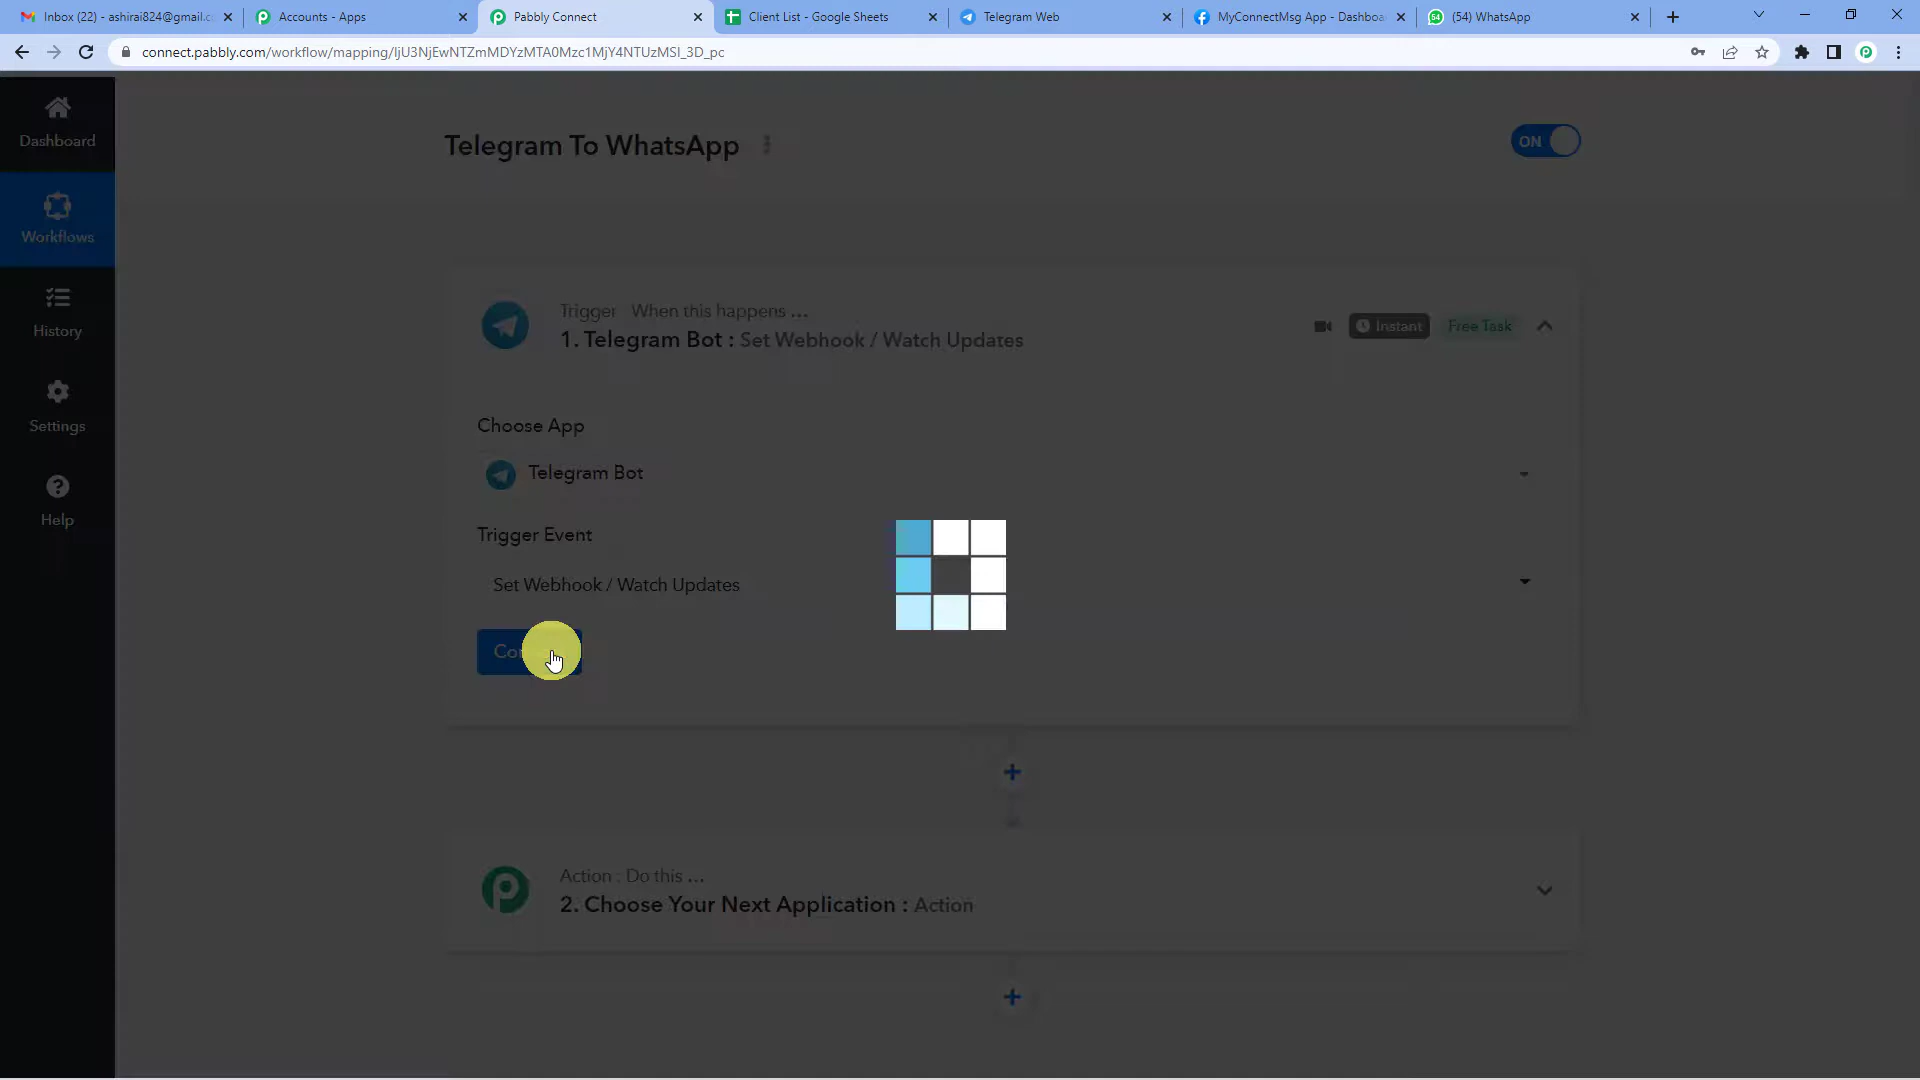 Inbox (22) - ashirai824@gmail.c
Accounts - Apps
Pabbly Connect
Client List - Google Sheets
Telegram Web
MyConnectMsg App - Dashboa
(54) WhatsApp
connect.pabbly.com/workflow/mapping/IjU3NjEwNTZmMDYzMTA0Mzc1MjY4NTUzMSI_3D_pc
Dashboard
Workflows
History
Settings
Help
Telegram To WhatsApp
ON
Trigger : When this happens ...
1. Telegram Bot : Set Webhook / Watch Updates
Instant
Free Task
Choose App
Telegram Bot
Trigger Event
Set Webhook / Watch Updates
Action : Do this ...
2. Choose Your Next Application : Action